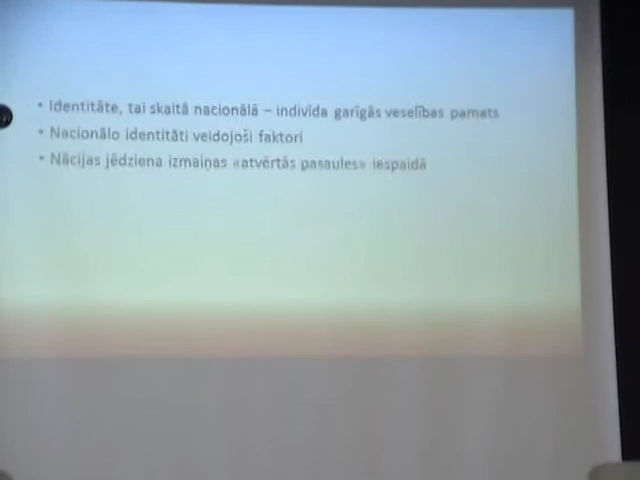 • Identitāte, tai skaitā nacionālā – indivīda garīgās veselības pamats
• Nacionālo identitāti veidojoši faktori
• Nācijas jēdziena izmaiņas «atvērtās pasaules» iespaidā